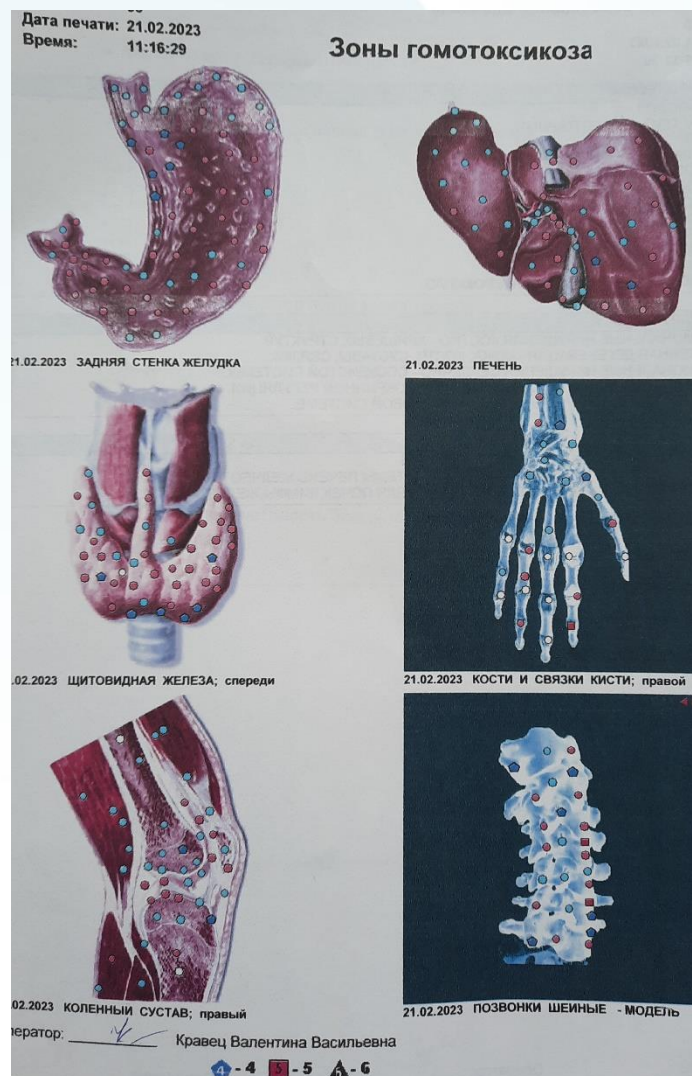 Дата печати: 21.02.2023
Время: 11:16:29
Зоны гомотоксикоза
21.02.2023 ЗАДНЯЯ СТЕНКА ЖЕЛУДКА
21.02.2023 ПЕЧЕНЬ
.02.2023 ЩИТОВИДНАЯ ЖЕЛЕЗА; спереди
21.02.2023 КОСТИ И СВЯЗКИ КИСТИ; правой
.02.2023 КОЛЕННЫЙ СУСТАВ; правый
21.02.2023 ПОЗВОНКИ ШЕЙНЫЕ - МОДЕЛЬ
ератор: Кравец Валентина Васильевна
4 - 4 5 - 5 6 - 6